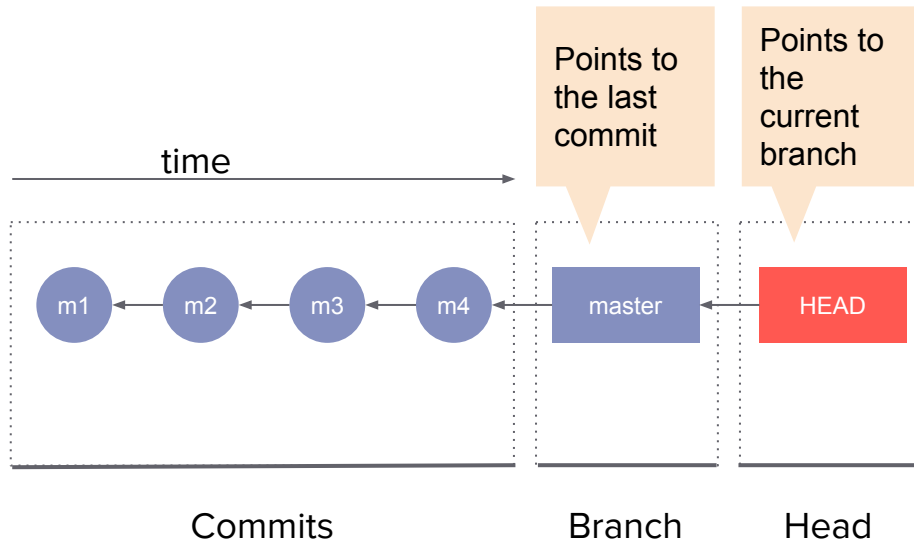 Points to
the last
commit
Points to
the
current
branch
time
m1
m2
m3
m4
master
HEAD
Commits
Branch
Head